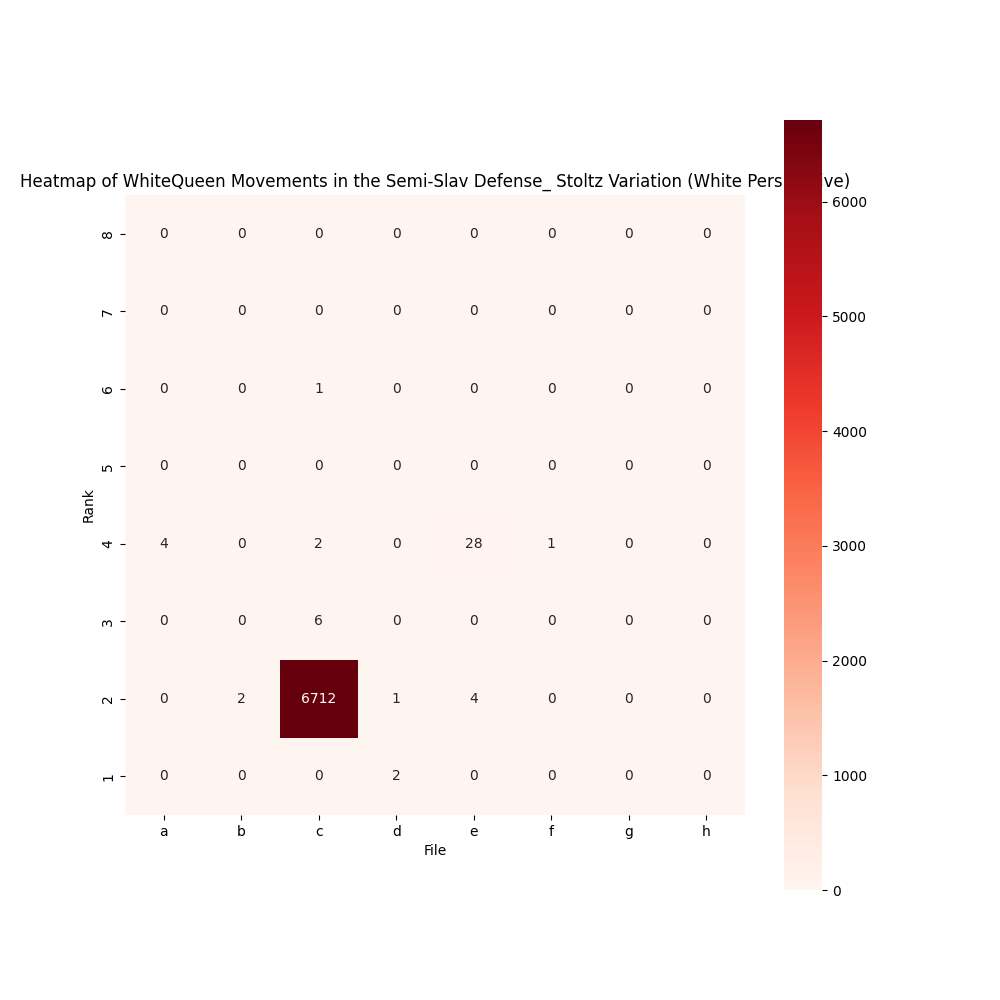 Heatmap of WhiteQueen Movements in the Semi-Slav Defense_ Stoltz Variation (White Pers ve)
8 0 0 0 0 0 0 0 0
7 0 0 0 0 0 0 0 0
6 0 0 1 0 0 0 0 0
5 0 0 0 0 0 0 0 0
4 4 0 2 0 28 1 0 0
3 0 0 6 0 0 0 0 0
2 0 2 6712 1 4 0 0 0
1 0 0 0 2 0 0 0 0
a b c d e f g h
Rank
File
6000
5000
4000
3000
2000
1000
0